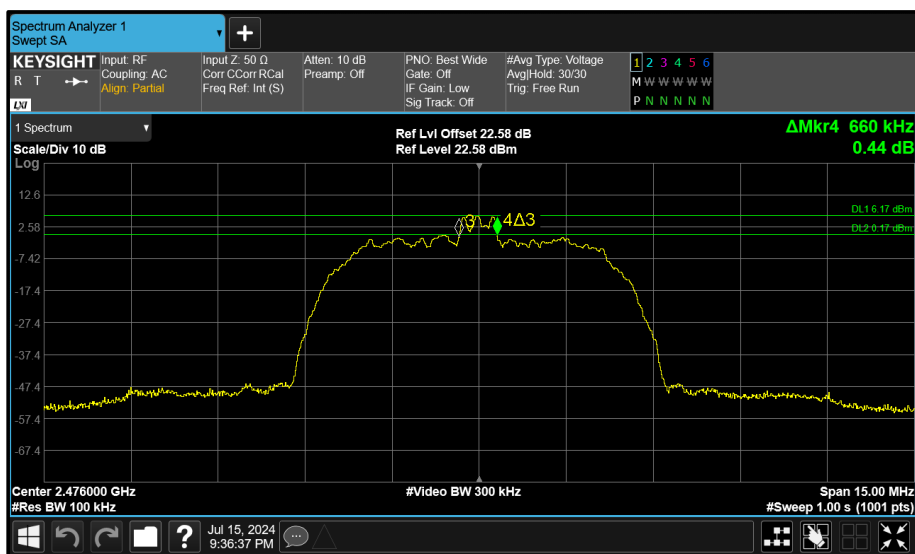 Spectrum Analyzer 1
Swept SA
KEYSIGHT
R T
LXI
Input: RF
Coupling: AC
Align: Partial
Input Z: 50 Ω
Corr CCorr RCal
Freq Ref: Int (S)
Atten: 10 dB
Preamp: Off
PNO: Best Wide
Gate: Off
IF Gain: Low
Sig Track: Off
#Avg Type: Voltage
Avg|Hold: 30/30
Trig: Free Run
1 2 3 4 5 6
M W W W W W
P N N N N N
1 Spectrum
Scale/Div 10 dB
Ref Lvl Offset 22.58 dB
Ref Level 22.58 dBm
ΔMkr4 660 kHz
0.44 dB
Log
12.6
2.58
-7.42
-17.4
-27.4
-37.4
-47.4
-57.4
-67.4
3
4Δ3
DL1 6.17 dBm
DL2 0.17 dBm
Center 2.476000 GHz
#Res BW 100 kHz
#Video BW 300 kHz
Span 15.00 MHz
#Sweep 1.00 s (1001 pts)
Jul 15, 2024
9:36:37 PM